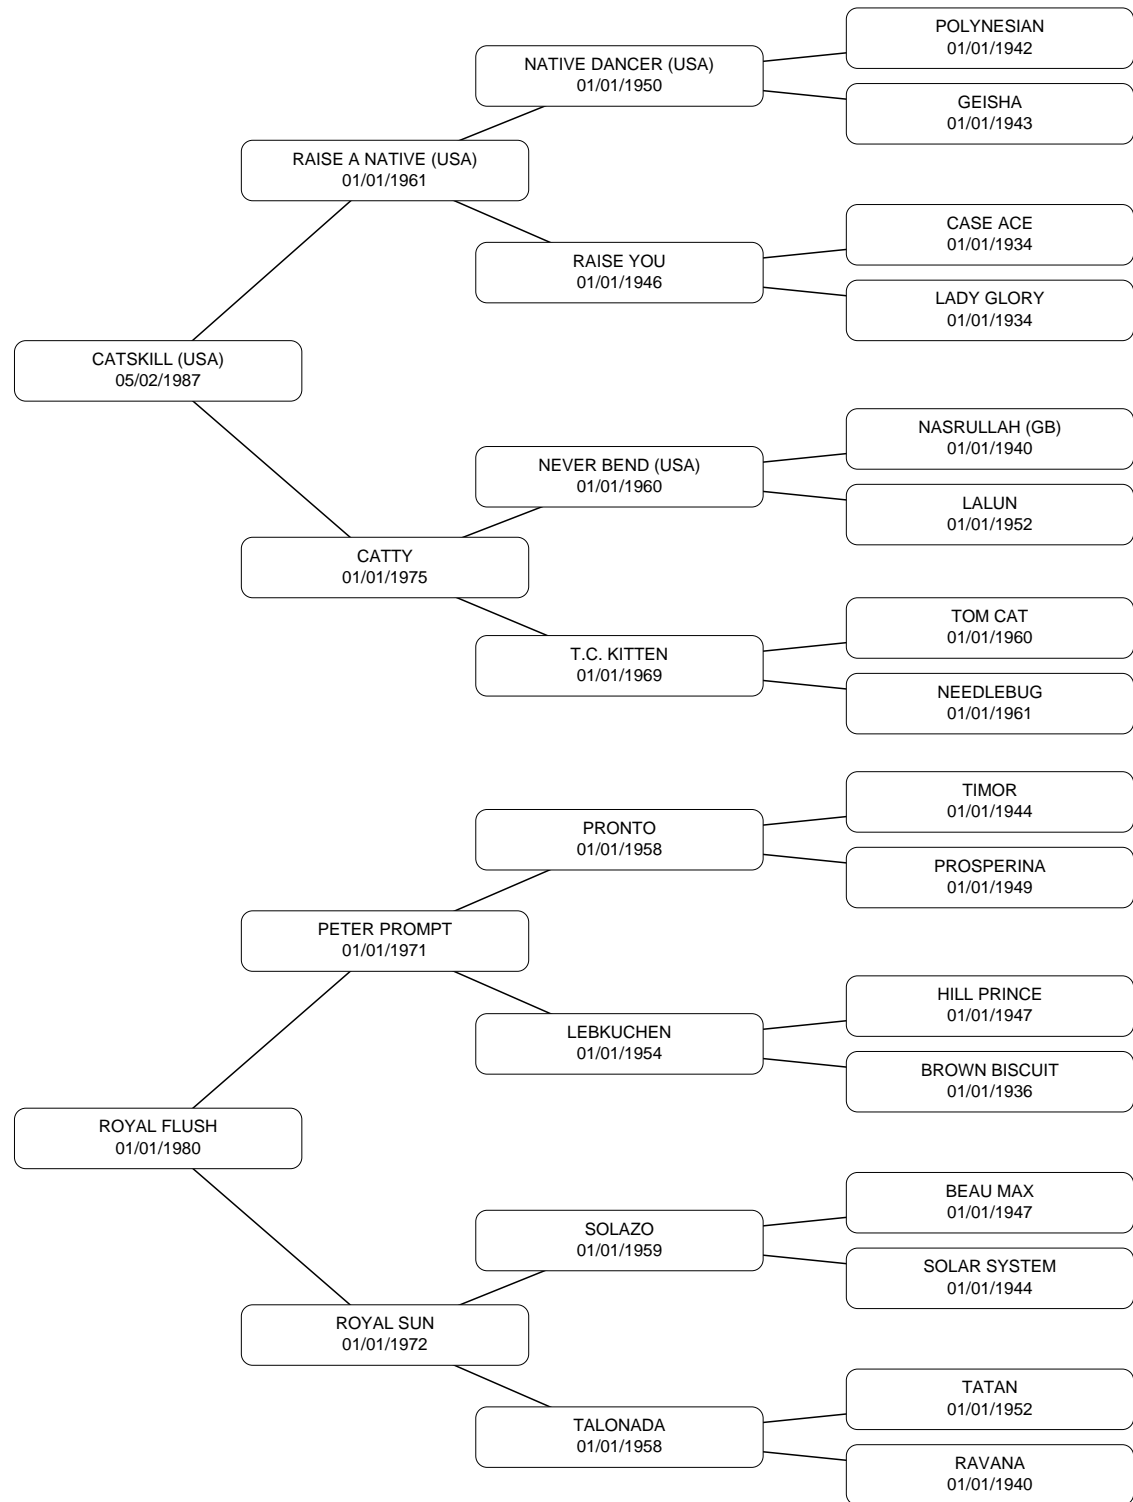 POLYNESIAN
01/01/1942
NATIVE DANCER (USA)
01/01/1950
GEISHA
01/01/1943
RAISE A NATIVE (USA)
01/01/1961
CASE ACE
01/01/1934
RAISE YOU
01/01/1946
LADY GLORY
01/01/1934
CATSKILL (USA)
05/02/1987
NASRULLAH (GB)
01/01/1940
NEVER BEND (USA)
01/01/1960
LALUN
01/01/1952
CATTY
01/01/1975
TOM CAT
01/01/1960
T.C. KITTEN
01/01/1969
NEEDLEBUG
01/01/1961
TIMOR
01/01/1944
PRONTO
01/01/1958
PROSPERINA
01/01/1949
PETER PROMPT
01/01/1971
HILL PRINCE
01/01/1947
LEBKUCHEN
01/01/1954
BROWN BISCUIT
01/01/1936
ROYAL FLUSH
01/01/1980
BEAU MAX
01/01/1947
SOLAZO
01/01/1959
SOLAR SYSTEM
01/01/1944
ROYAL SUN
01/01/1972
TATAN
01/01/1952
TALONADA
01/01/1958
RAVANA
01/01/1940